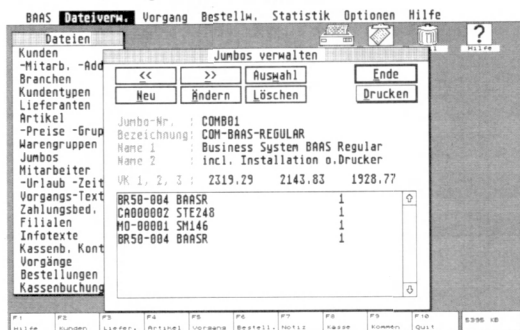 BAAS Dateiverw. Vorgang Bestellw. Statistik Optionen Hilfe
Dateien
Kunden
-Mitarb. -Add
Branchen
Kundentypen
Lieferanten
Artikel
-Preise -Grup
Warengruppen
Jumbos
Mitarbeiter
-Urlaub -Zeit
Vorgangs-Text
Zahlungsbed.
Filialen
Infotexte
Kassenb. Kont
Vorgänge
Bestellungen
Kassenbuchung
Hilfe
Jumbos verwalten
<< >> Auswahl Ende
Neu Ändern Löschen Drucken
Jumbo-Nr. : COMB01
Bezeichnung: COM-BAAS-REGULAR
Name 1 : Business System BAAS Regular
Name 2 : incl. Installation o.Drucker
VK 1, 2, 3 : 2319.29 2143.83 1928.77
BR50-004 BAASR 1
CA000002 STE248 1
MO-00001 SM146 1
BR50-004 BAASR 1
F1 F2 F3 F4 F5 F6 F7 F8 F9 F10
Hilfe Kunden Liefer. Artikel Vorgang Bestell. Notiz Kasse Kommen Quit
5395 KB